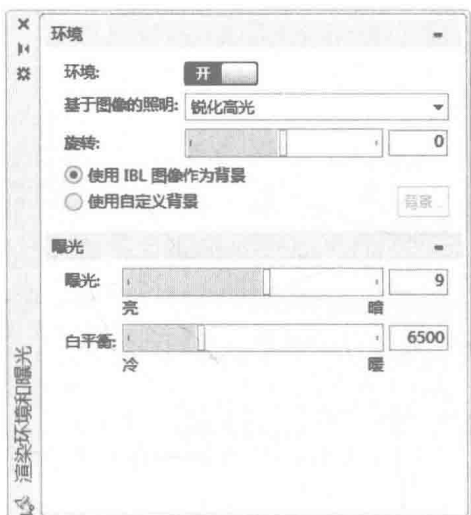 环境
环境:
开
基于图像的照明:
锐化高光
旋转:
0
使用 IBL 图像作为背景
使用自定义背景
背景...
曝光
曝光:
9
亮
暗
白平衡:
6500
冷
暖
渲染环境和曝光